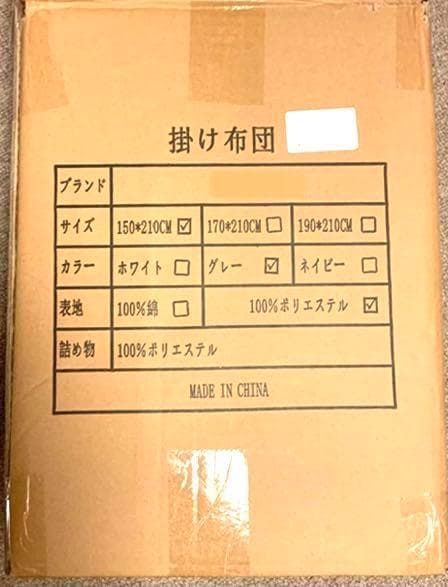 掛け布団
ブランド
サイズ 150*210CM ☑ 170*210CM ☐ 190*210CM ☐
カラー ホワイト ☐ グレー ☑ ネイビー ☐
表地 100%綿 ☐ 100%ポリエステル ☑
詰め物 100%ポリエステル
MADE IN CHINA